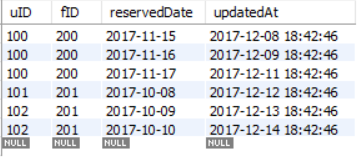 uID fID reservedDate updatedAt
100 200 2017-11-15 2017-12-08 18:42:46
100 200 2017-11-16 2017-12-09 18:42:46
100 200 2017-11-17 2017-12-11 18:42:46
101 201 2017-10-08 2017-12-12 18:42:46
102 201 2017-10-09 2017-12-13 18:42:46
102 201 2017-10-10 2017-12-14 18:42:46
NULL NULL NULL NULL